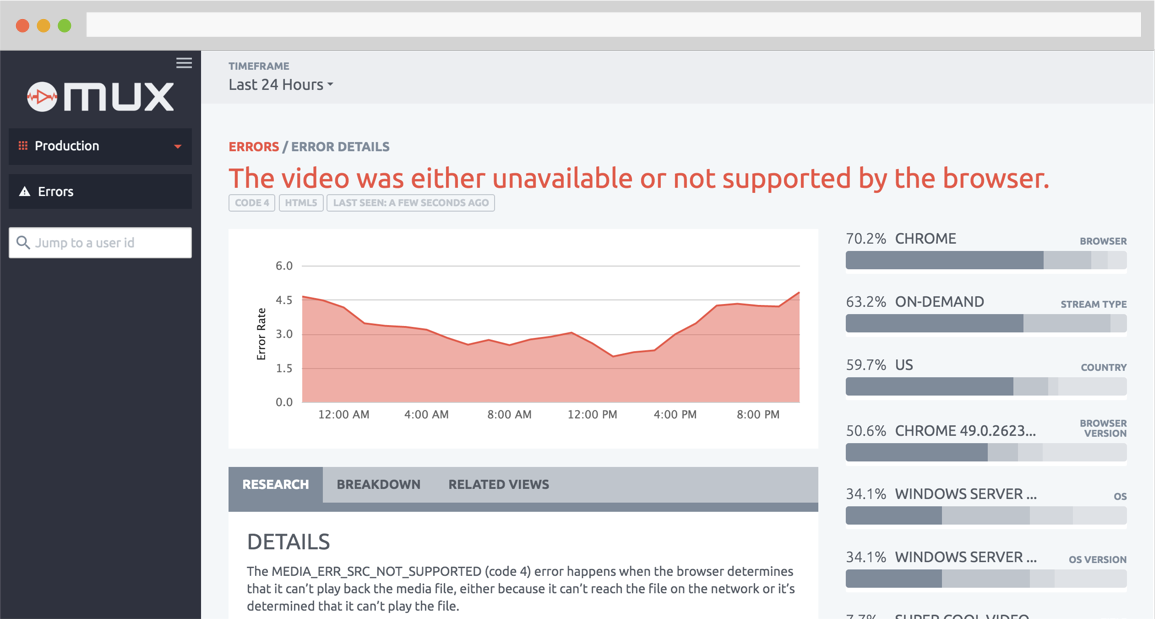 mux
Production
Errors
Jump to a user id
TIMEFRAME
Last 24 Hours
ERRORS / ERROR DETAILS
The video was either unavailable or not supported by the browser.
CODE 4 HTML5 LAST SEEN: A FEW SECONDS AGO
6.0
4.5
3.0
1.5
0.0
Error Rate
12:00 AM 4:00 AM 8:00 AM 12:00 PM 4:00 PM 8:00 PM
RESEARCH BREAKDOWN RELATED VIEWS
DETAILS
The MEDIA_ERR_SRC_NOT_SUPPORTED (code 4) error happens when the browser determines
that it can’t play back the media file, either because it can’t reach the file on the network or it’s
determined that it can’t play the file.
70.2% CHROME BROWSER
63.2% ON-DEMAND STREAM TYPE
59.7% US COUNTRY
50.6% CHROME 49.0.2623... BROWSER
VERSION
34.1% WINDOWS SERVER ... OS
34.1% WINDOWS SERVER ... OS VERSION
7.7% SUPER COOL VIDEO